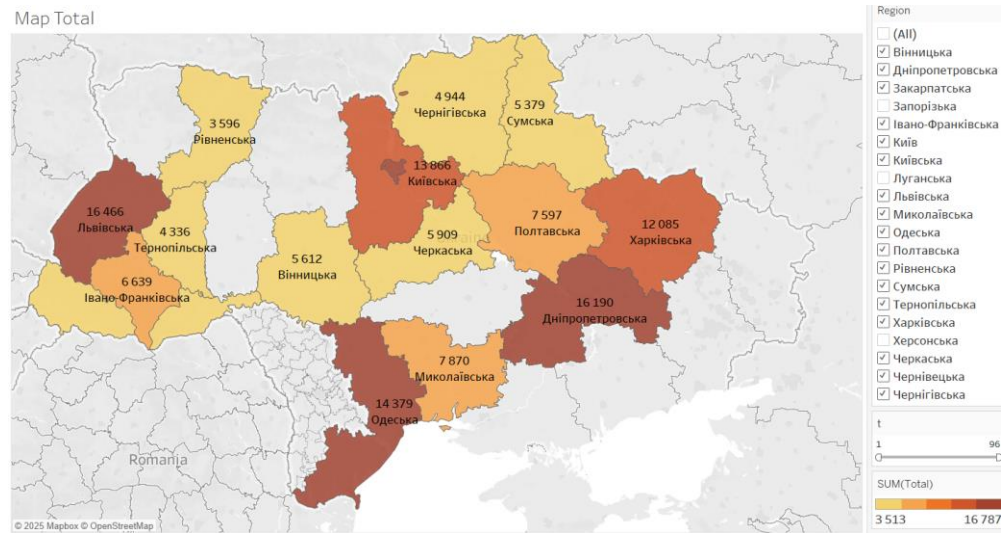 Map Total
4 944
Чернігівська
5 379
Сумська
3 596
Рівненська
13 866
Київська
16 466
Львівська
4 336
Тернопільська
7 597
Полтавська
12 085
Харківська
5 909
Черкаська
5 612
Вінницька
6 639
Івано-Франківська
16 190
Дніпропетровська
7 870
Миколаївська
14 379
Одеська
Romania
© 2025 Mapbox © OpenStreetMap
Region
(All)
Вінницька
Дніпропетровська
Закарпатська
Запорізька
Івано-Франківська
Київ
Київська
Луганська
Львівська
Миколаївська
Одеська
Полтавська
Рівненська
Сумська
Тернопільська
Харківська
Херсонська
Черкаська
Чернівецька
Чернігівська
t
1 96
SUM(Total)
3 513 16 787